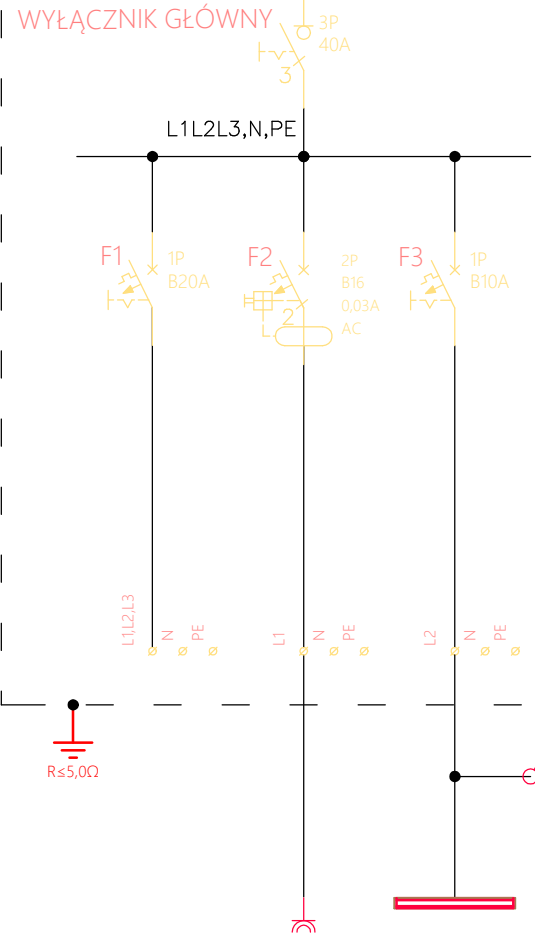 WYŁĄCZNIK GŁÓWNY
3P
40A
3
L1L2L3,N,PE
F1
1P
B20A
F2
2P
B16
0,03A
AC
2
F3
1P
B10A
L1,L2,L3
N
PE
L1
N
PE
L2
N
PE
R≤5,0Ω